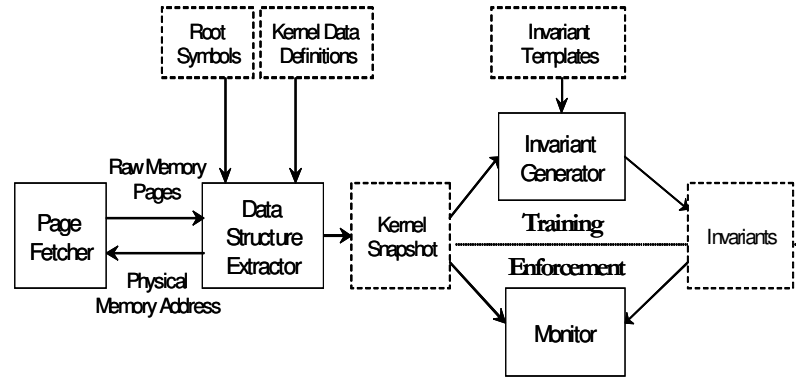 Root
Symbols
Kernel Data
Definitions
Invariant
Templates
Raw Memory
Pages
Page
Fetcher
Physical
Memory Address
Data
Structure
Extractor
Kernel
Snapshot
Invariant
Generator
Training
Enforcement
Invariants
Monitor